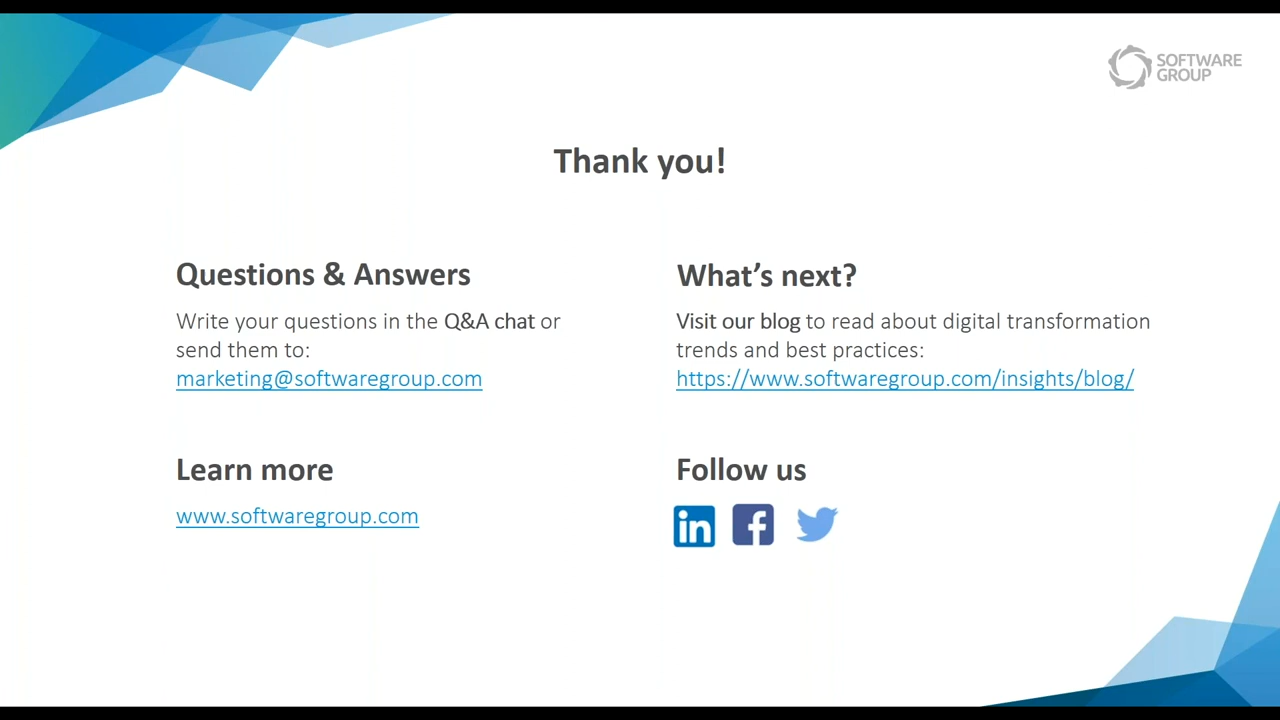 SOFTWARE
GROUP
Thank you!
Questions & Answers
Write your questions in the Q&A chat or
send them to:
marketing@softwaregroup.com
What's next?
Visit our blog to read about digital transformation
trends and best practices:
https://www.softwaregroup.com/insights/blog/
Learn more
www.softwaregroup.com
Follow us
in
f